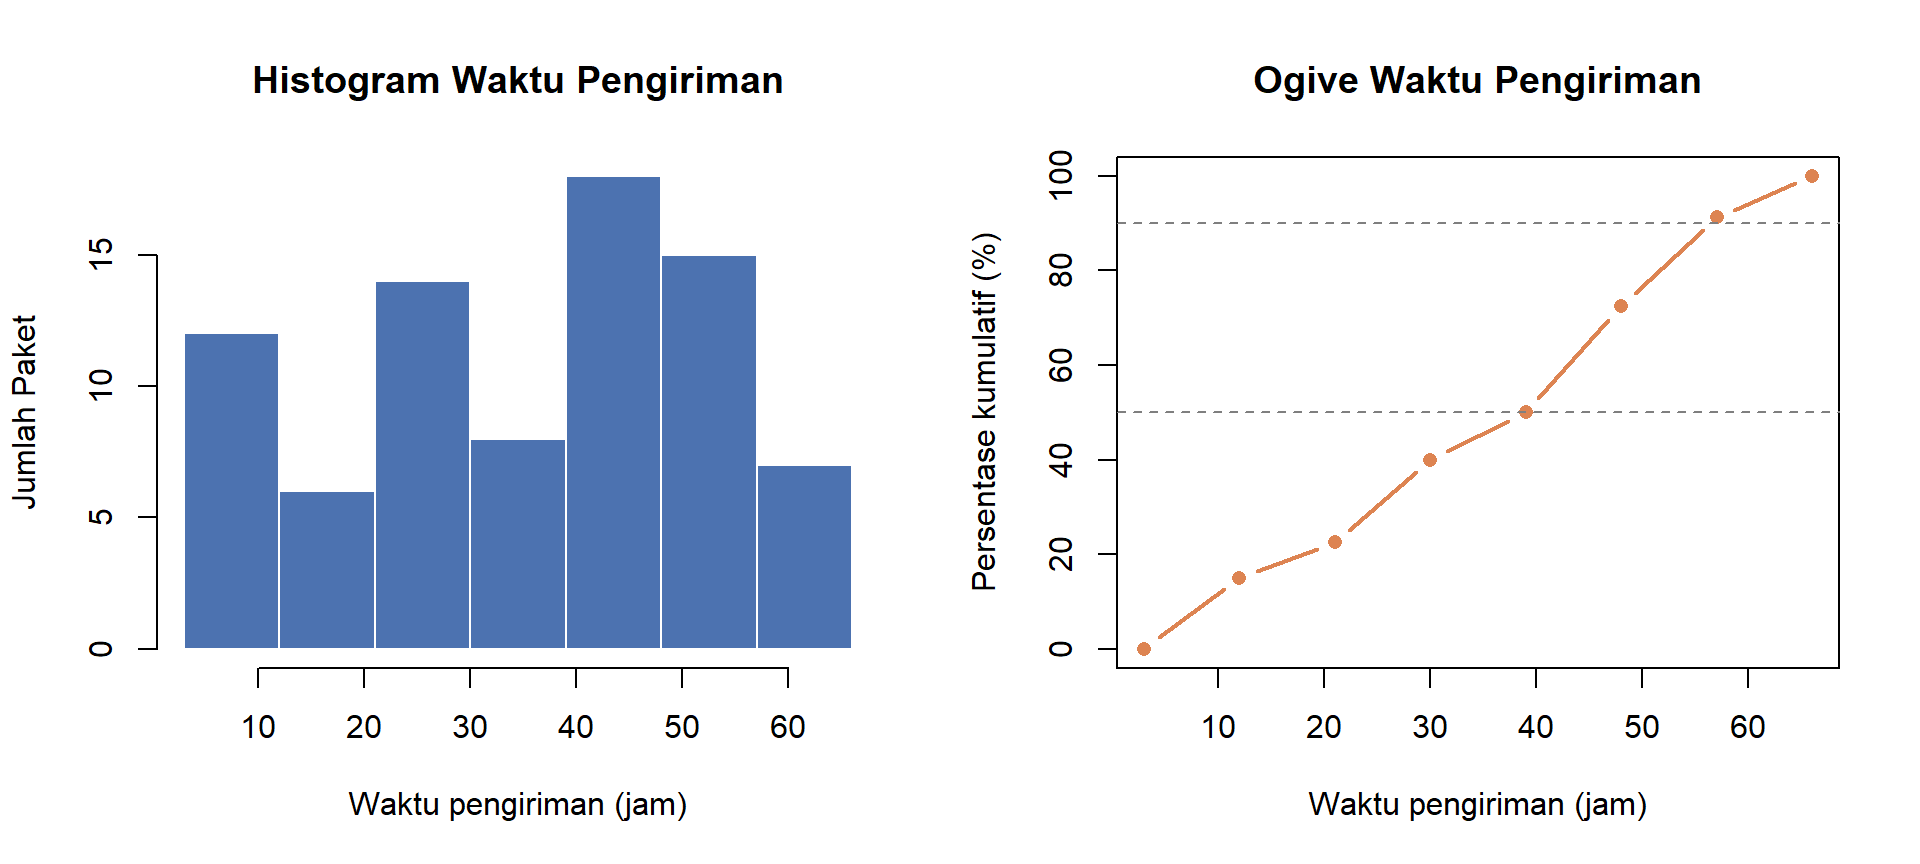 Histogram Waktu Pengiriman
Jumlah Paket
0 5 10 15
10 20 30 40 50 60
Waktu pengiriman (jam)
Ogive Waktu Pengiriman
Persentase kumulatif (%)
0 20 40 60 80 100
10 20 30 40 50 60
Waktu pengiriman (jam)